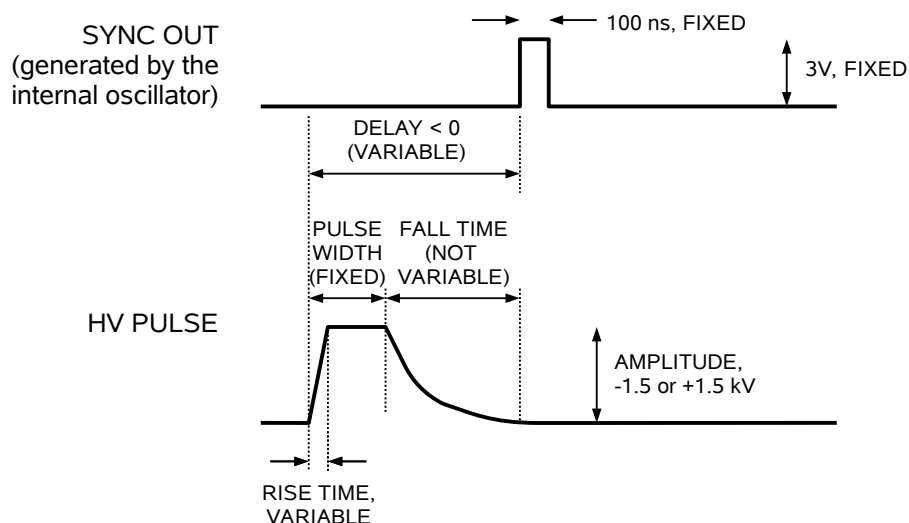 SYNC OUT
(generated by the
internal oscillator)
100 ns, FIXED
3V, FIXED
DELAY < 0
(VARIABLE)
PULSE
WIDTH
(FIXED)
FALL TIME
(NOT
VARIABLE)
HV PULSE
AMPLITUDE,
-1.5 or +1.5 kV
RISE TIME,
VARIABLE